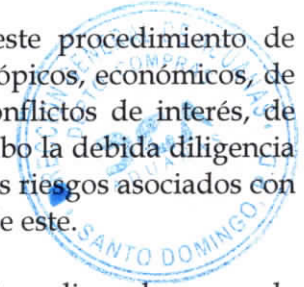 este procedimiento de
ópicos, económicos, de
onflictos de interés, de
bo la debida diligencia
s riesgos asociados con
e este.
SANTO DOMINGO